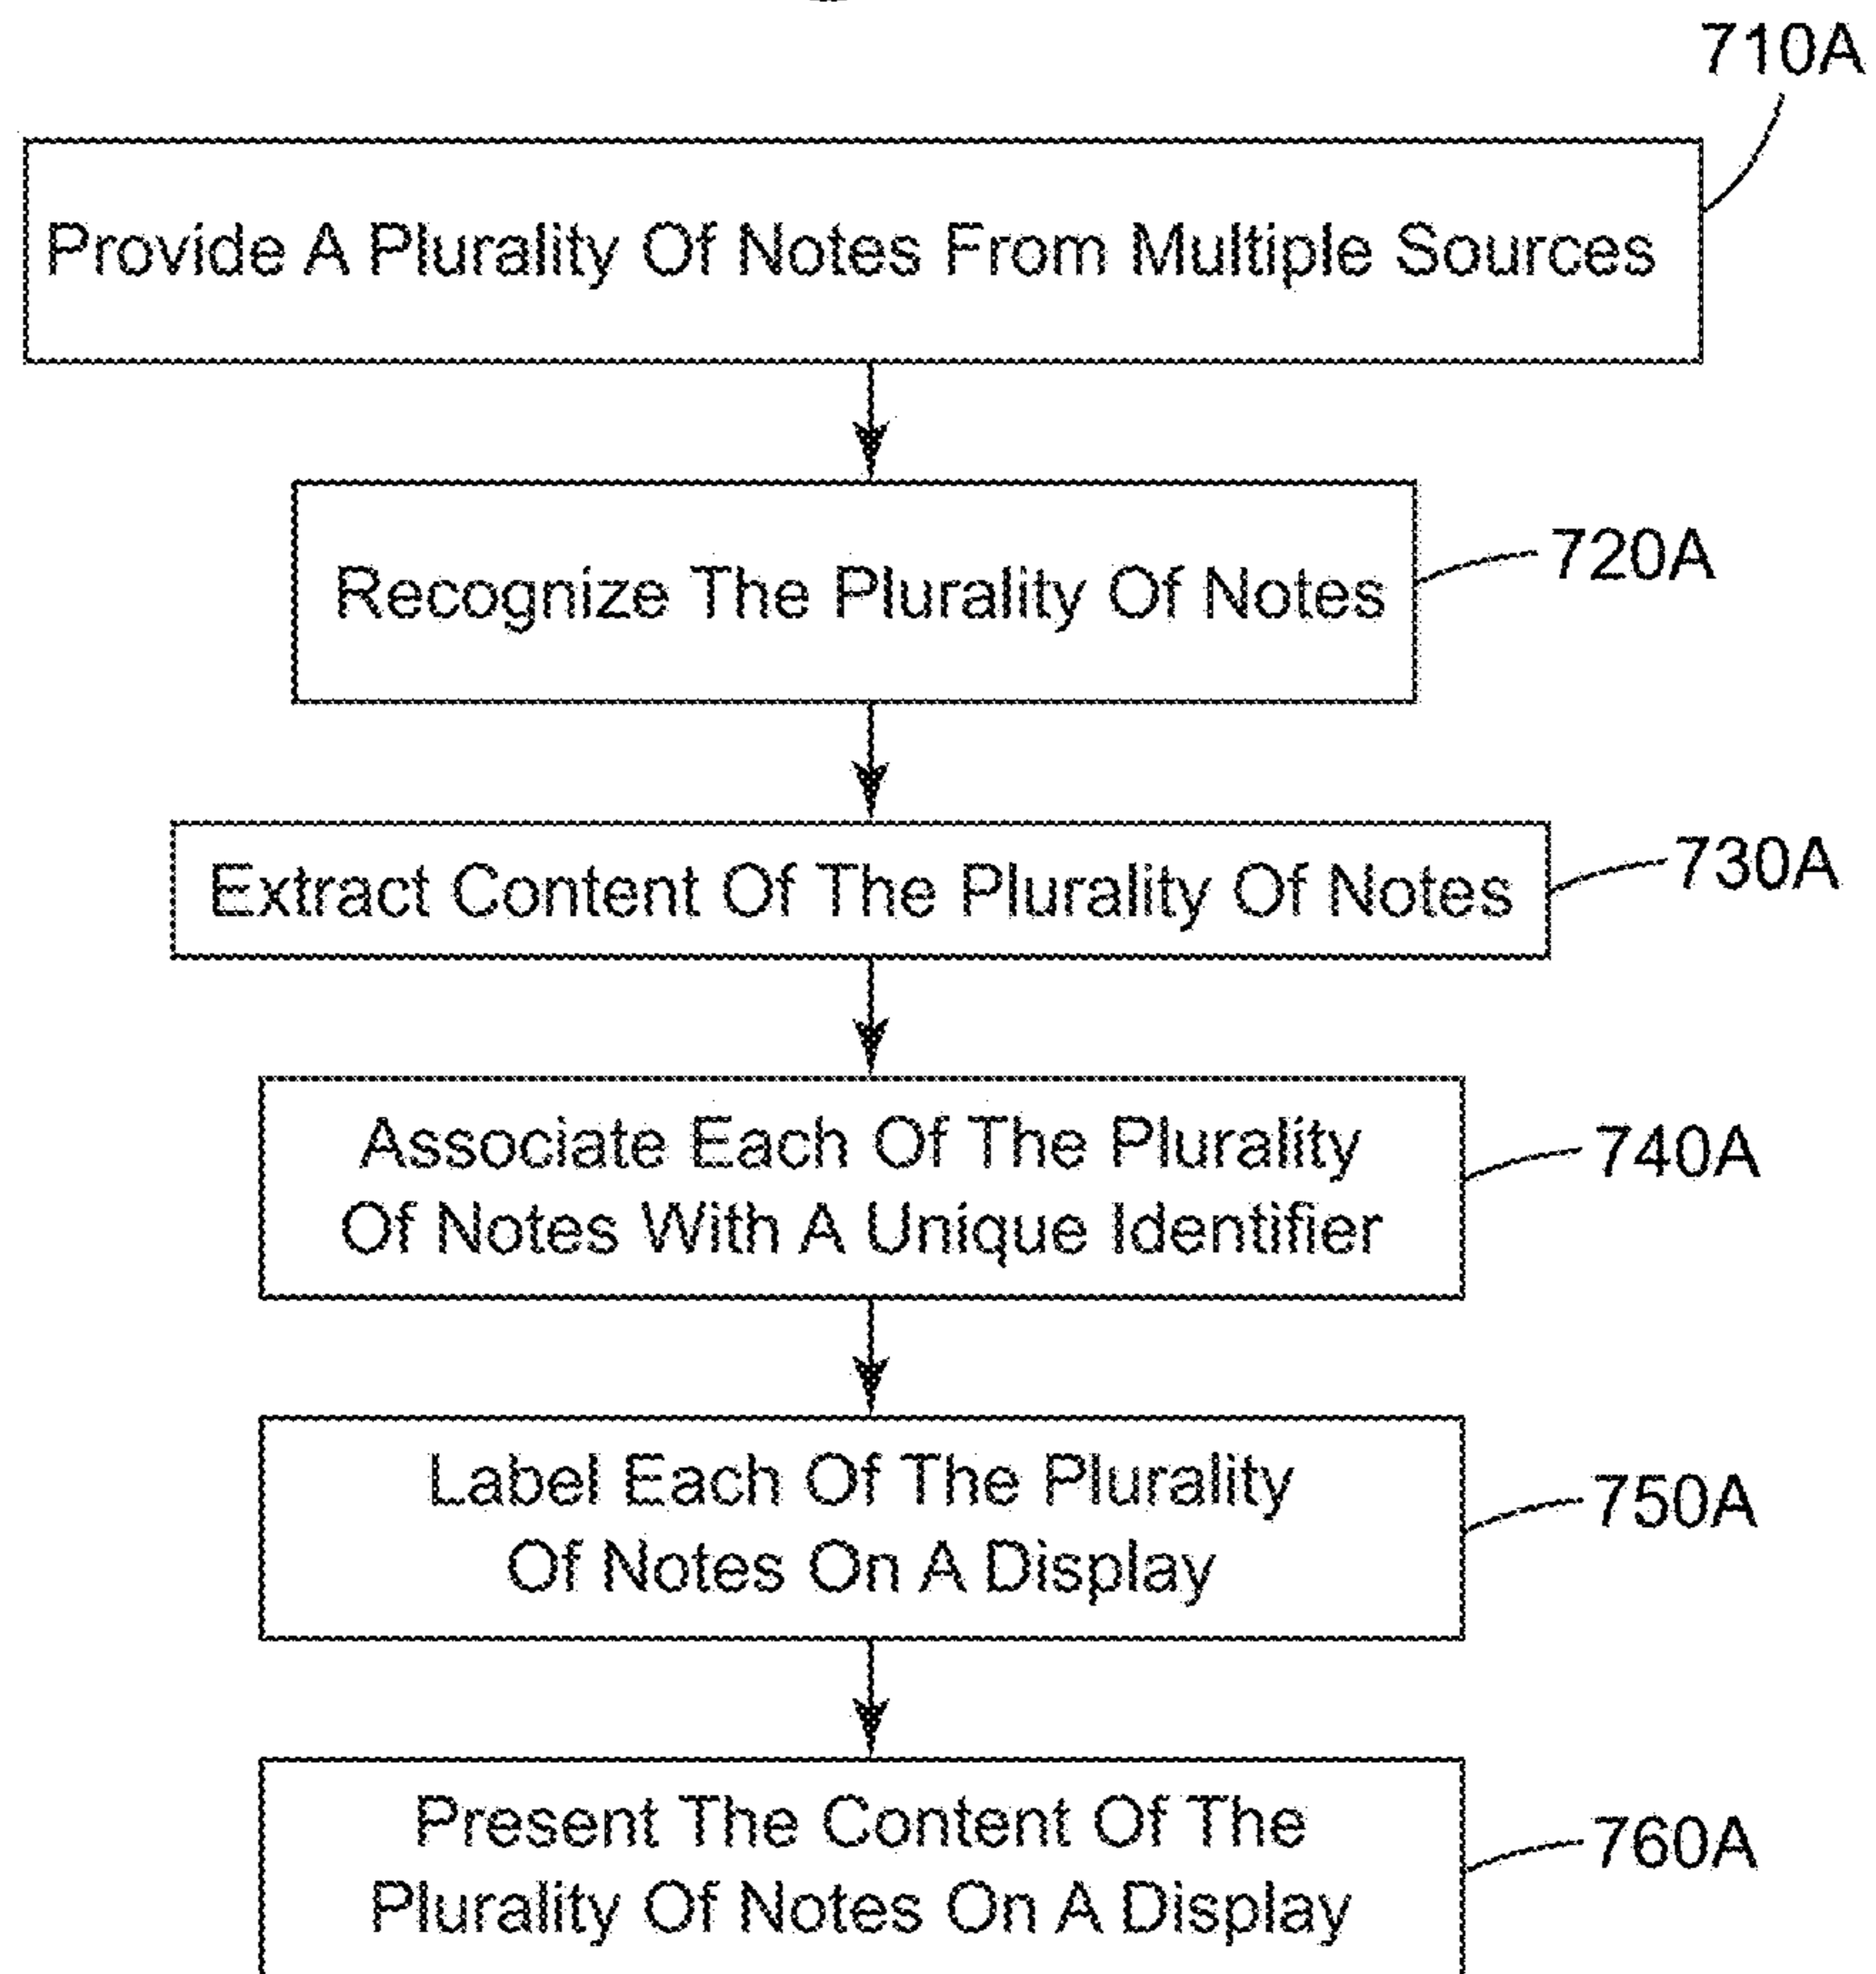 710A
Provide A Plurality Of Notes From Multiple Sources
720A
Recognize The Plurality Of Notes
730A
Extract Content Of The Plurality Of Notes
740A
Associate Each Of The Plurality
Of Notes With A Unique Identifier
750A
Label Each Of The Plurality
Of Notes On A Display
760A
Present The Content Of The
Plurality Of Notes On A Display